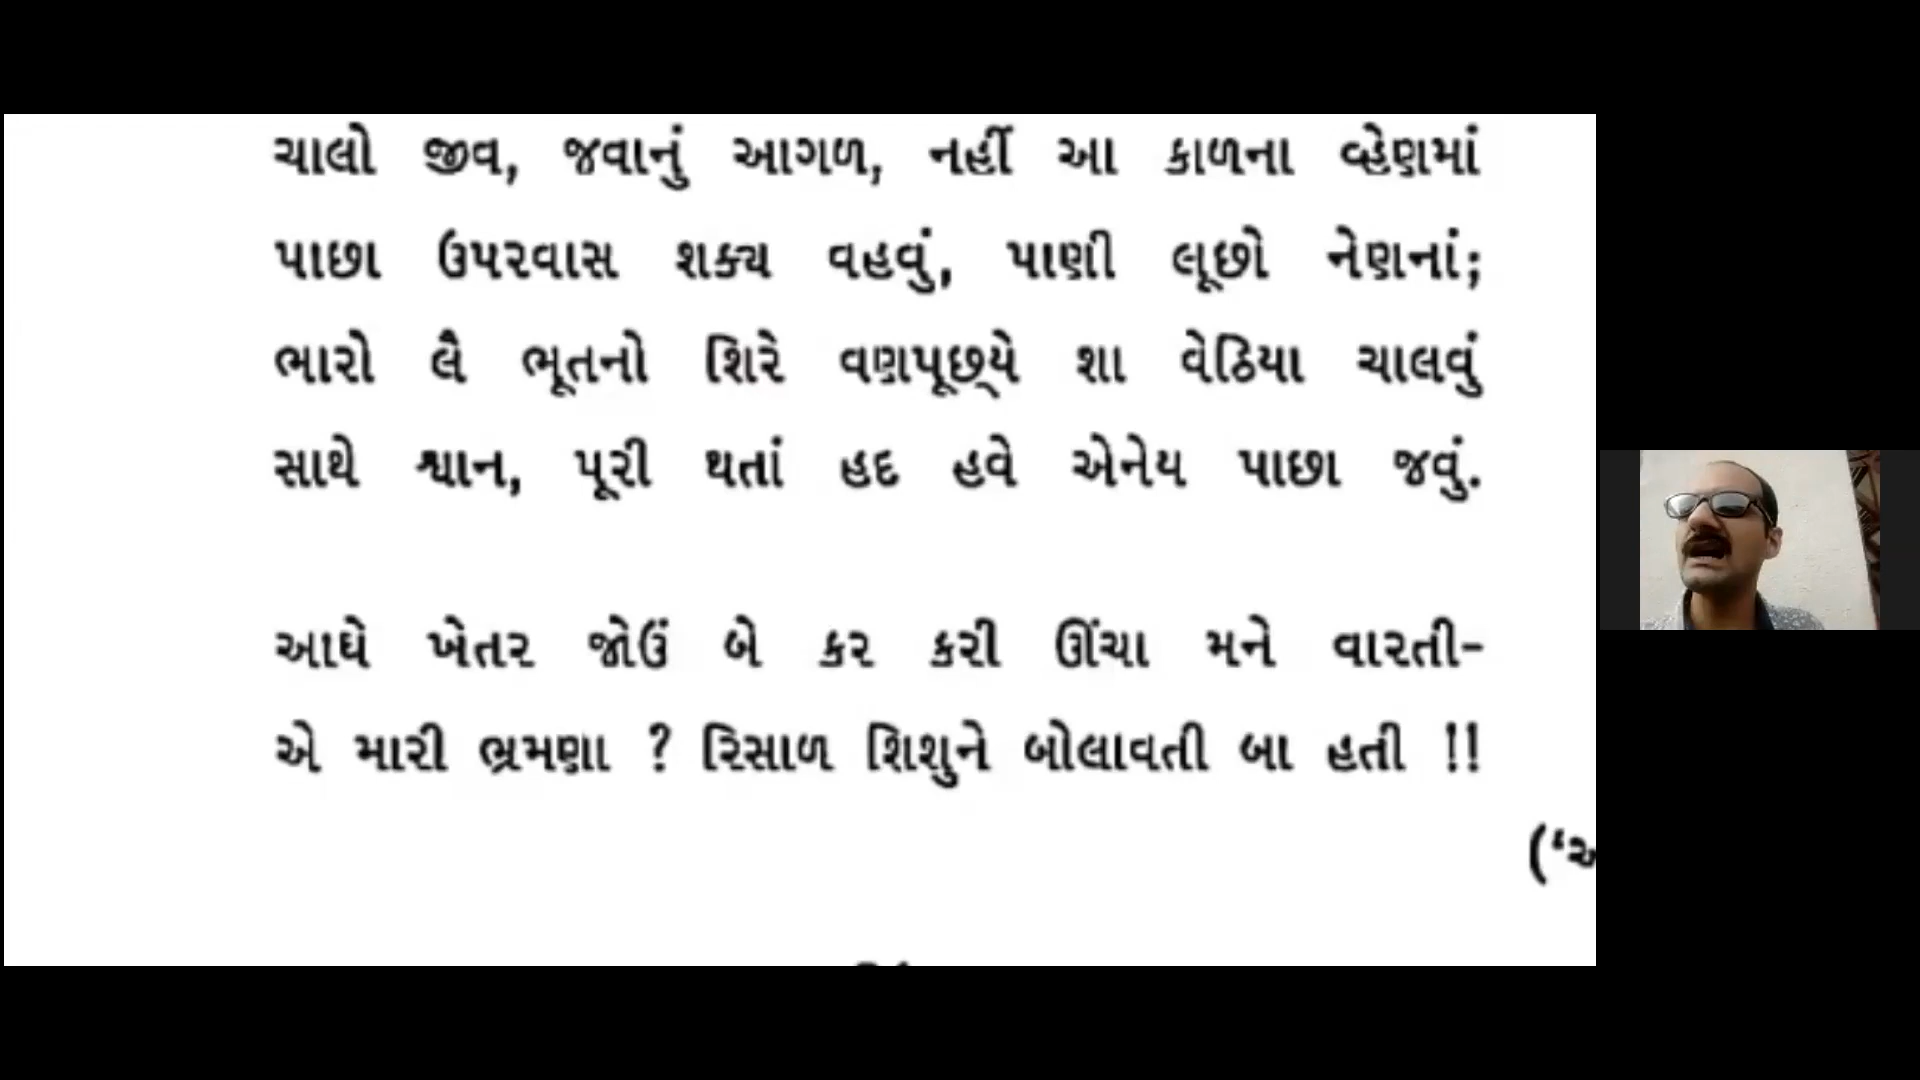 ચાલો જીવ, જવાનું આગળ, નહીં આ કાળના વ્હેણમાં
પાછા ઉપરવાસ શક્ય વહવું, પાણી લૂછો નેણનાં;
ભારો લૈ ભૂતનો શિરે વણપૂછ્યે શા વેઠિયા ચાલવું
સાથે શ્વાન, પૂરી થતાં હદ હવે એનેય પાછા જવું.
આઘે ખેતર જોઉં બે કર કરી ઊંચા મને વારતી-
એ મારી ભ્રમણા ? રિસાળ શિશુને બોલાવતી બા હતી !!